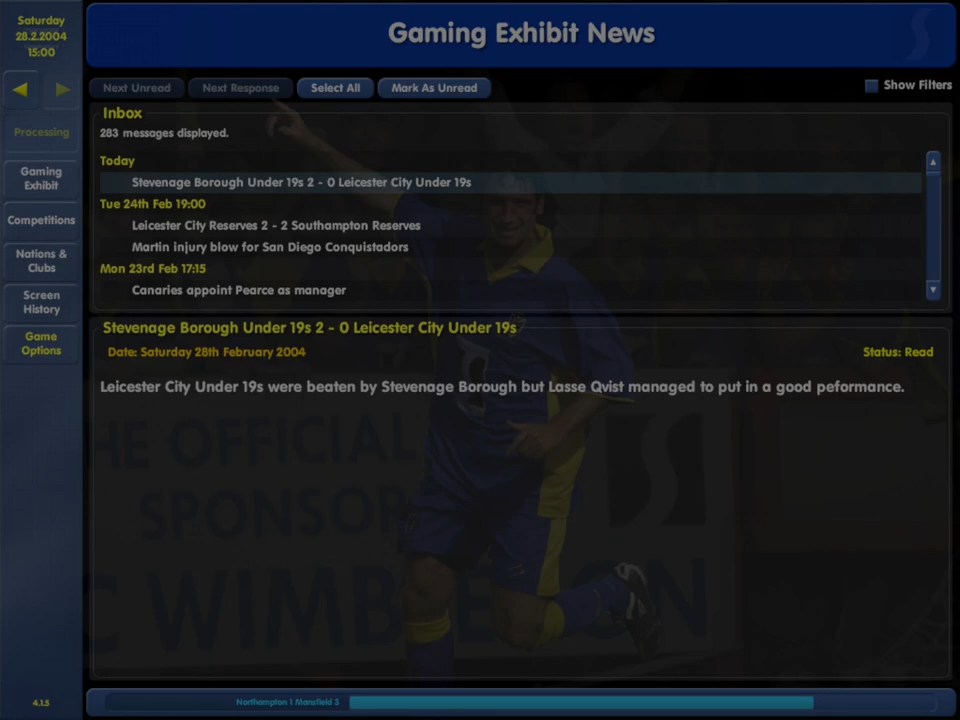 Saturday
28.2.2004
15:00
Gaming Exhibit News
Next Unread
Next Response
Select All
Mark As Unread
Show Filters
Processing
Gaming
Exhibit
Competitions
Nations &
Clubs
Screen
History
Game
Options
Inbox
283 messages displayed.
Today
Stevenage Borough Under 19s 2 - 0 Leicester City Under 19s
Tue 24th Feb 19:00
Leicester City Reserves 2 - 2 Southampton Reserves
Martin injury blow for San Diego Conquistadors
Mon 23rd Feb 17:15
Canaries appoint Pearce as manager
Stevenage Borough Under 19s 2 - 0 Leicester City Under 19s
Date: Saturday 28th February 2004
Status: Read
Leicester City Under 19s were beaten by Stevenage Borough but Lasse Qvist managed to put in a good peformance.
HE OFFICIAL
SPONSOR
C WIMBLEDON
4.1.5
Northampton 1 Mansfield 3